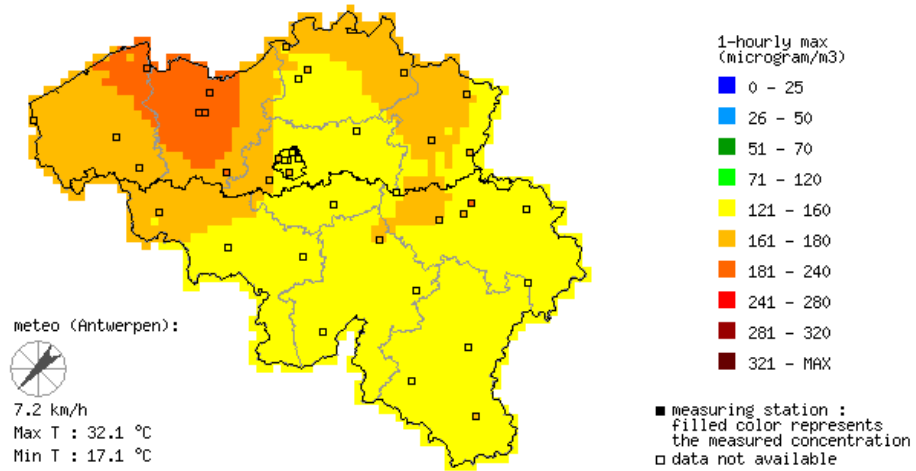 1-hourly max
(microgram/m3)
0 - 25
26 - 50
51 - 70
71 - 120
121 - 160
161 - 180
181 - 240
241 - 280
281 - 320
321 - MAX
meteo (Antwerpen):
7.2 km/h
Max T : 32.1 °C
Min T : 17.1 °C
measuring station :
filled color represents
the measured concentration
data not available